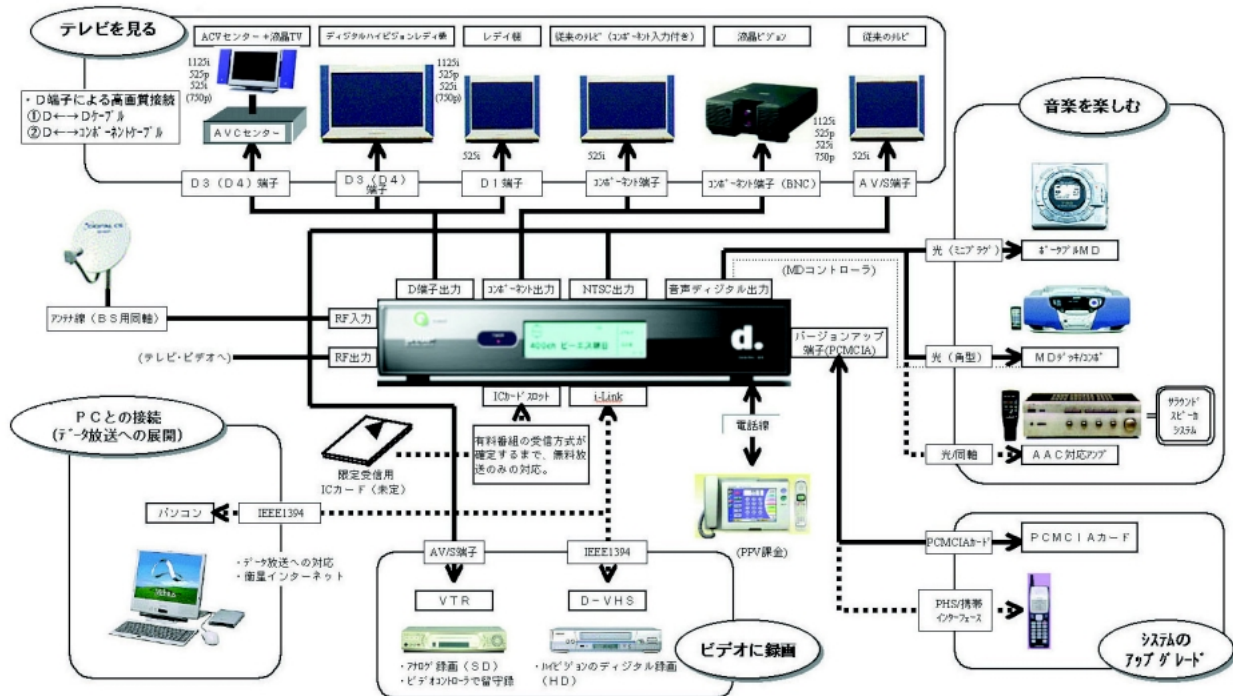 テレビを見る
ACVセンター+液晶TV
ディジタルハイビジョンレディ機
レディ機
従来のテレビ(コンポーネント入力付き)
液晶ビジョン
従来のテレビ
1125i
525p
525i
(750p)
1125i
525p
525i
(750p)
525i
525i
1125i
525p
525i
750p
525i
・D端子による高画質接続
①D←→Dケーブル
②D←→コンポーネントケーブル
AVCセンター
D3(D4)端子
D3(D4)
端子
D1端子
コンポーネント端子
コンポーネント端子(BNC)
AV/S端子
音楽を楽しむ
光(ミニプラグ)
ポータブルMD
(MDコントローラ)
光(角型)
MDデッキ/コンポ
サラウンド
スピーカ
システム
光/同軸
AAC対応アンプ
アンテナ線(BS用同軸)
(テレビ・ビデオへ)
RF入力
RF出力
D端子出力
コンポーネント出力
NTSC出力
音声ディジタル出力
d.
バージョンアップ
端子(PCMCIA)
ICカードスロット
i-Link
電話線
有料番組の受信方式が
確定するまで、無料放
送のみの対応。
限定受信用
ICカード(未定)
(PPV課金)
PCとの接続
(データ放送への展開)
パソコン
IEEE1394
・データ放送への対応
・衛星インターネット
AV/S端子
IEEE1394
VTR
D-VHS
・アナログ録画(SD)
・ビデオコントローラで留守録
・ハイビジョンのディジタル録画
(HD)
ビデオに録画
PCMCIAカード
PCMCIAカード
PHS/携帯
インターフェース
システムの
アップグレード